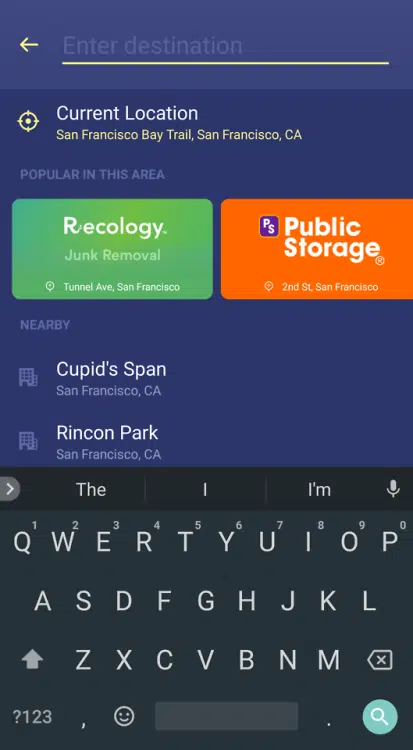 Enter destination
Current Location
San Francisco Bay Trail, San Francisco, CA
POPULAR IN THIS AREA
Recology
Junk Removal
Tunnel Ave, San Francisco
PS Public
Storage®
2nd St, San Francisco
NEARBY
Cupid's Span
San Francisco, CA
Rincon Park
San Francisco, CA
The I I'm
1 2 3 4 5 6 7 8 9 0
Q W E R T Y U I O P
A S D F G H J K L
Z X C V B N M
?123 , .